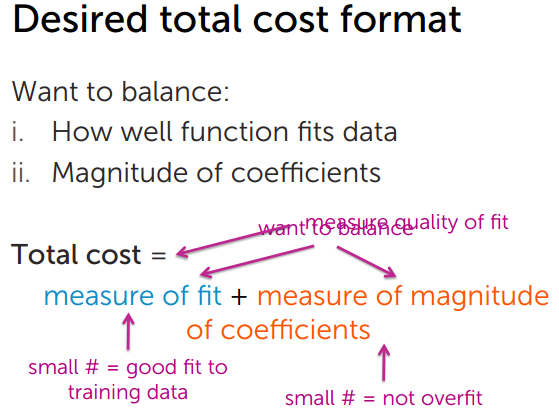 Desired total cost format
Want to balance:
i. How well function fits data
ii. Magnitude of coefficients
measure quality of fit
want to balance
Total cost =
measure of fit + measure of magnitude
of coefficients
small # = good fit to
training data
small # = not overfit